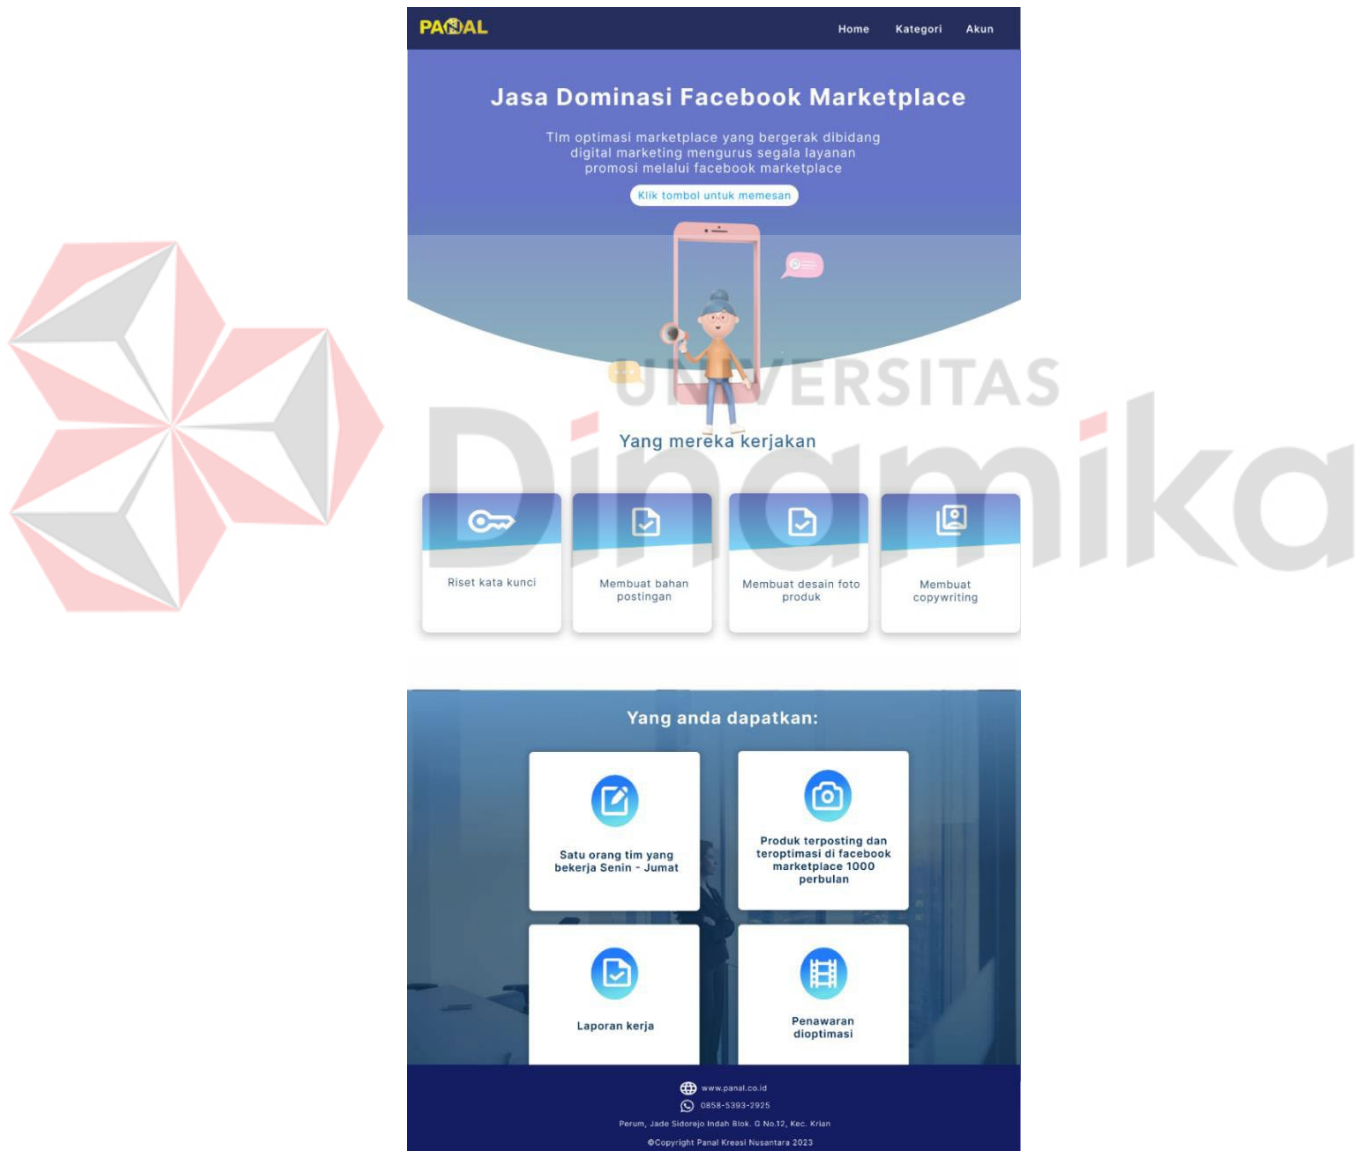 PANAL
Home Kategori Akun
Jasa Dominasi Facebook Marketplace
TIm optimasi marketplace yang bergerak dibidang
digital marketing mengurus segala layanan
promosi melalui facebook marketplace
Klik tombol untuk memesan
UNIVERSITAS
Dinamika
Yang mereka kerjakan
Riset kata kunci
Membuat bahan
postingan
Membuat desain foto
produk
Membuat
copywriting
Yang anda dapatkan:
Satu orang tim yang
bekerja Senin - Jumat
Produk terposting dan
teroptimasi di facebook
marketplace 1000
perbulan
Laporan kerja
Penawaran
dioptimasi
www.panal.co.id
0858-5393-2925
Perum, Jade Sidorejo Indah Blok. G No.12, Kec. Krian
©Copyright Panal Kreasi Nusantara 2023